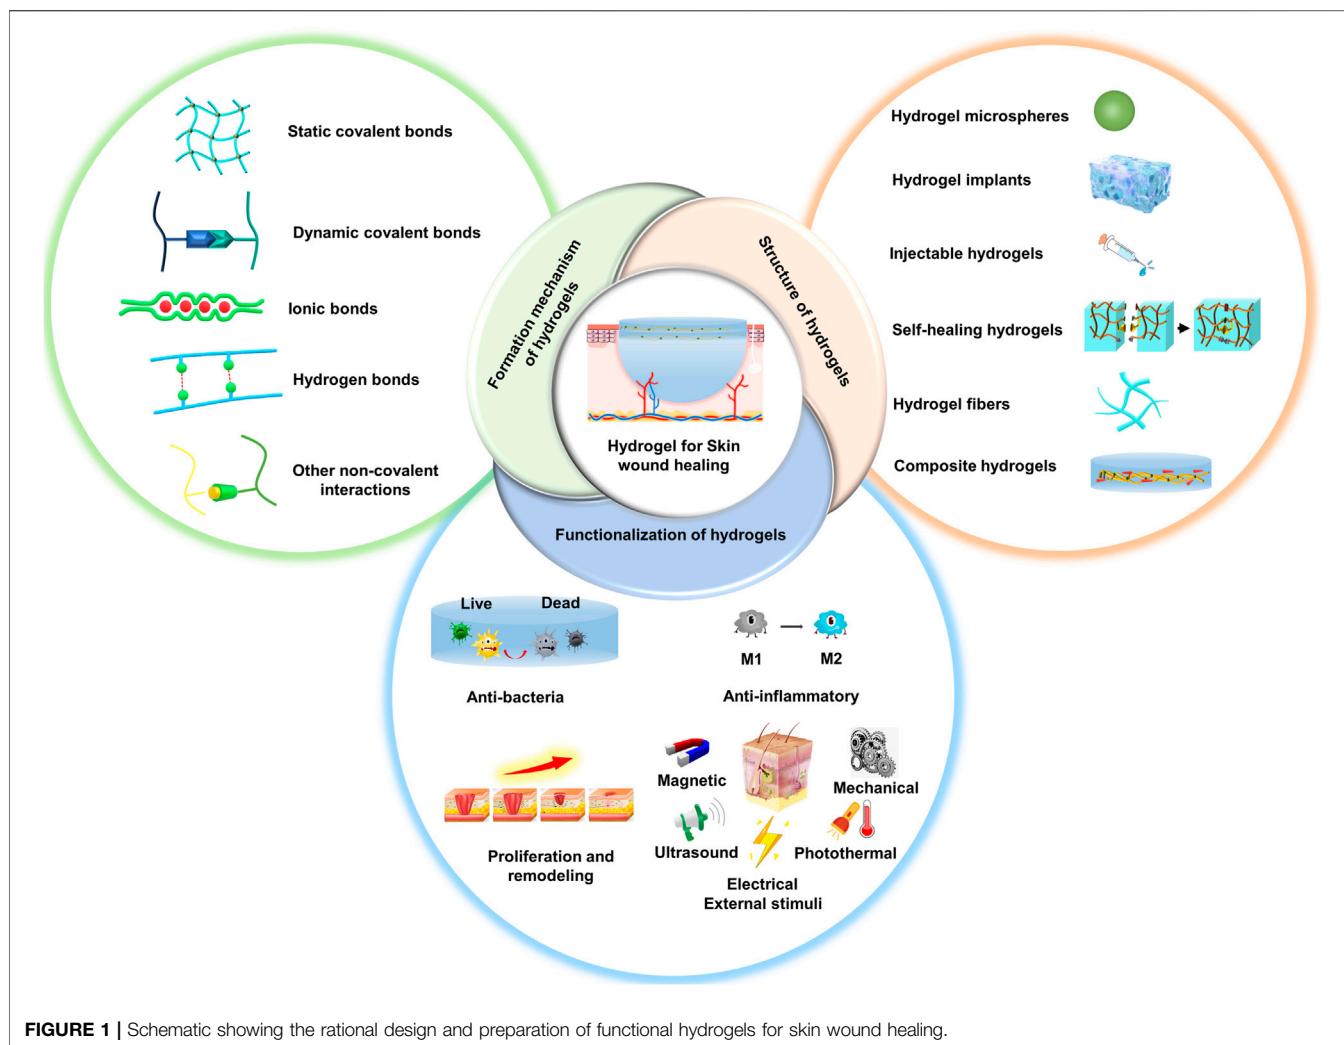 Static covalent bonds
Dynamic covalent bonds
Ionic bonds
Hydrogen bonds
Other non-covalent
interactions
Formation mechanism
of hydrogels
Structure of hydrogels
Hydrogel for Skin
wound healing
Functionalization of hydrogels
Hydrogel microspheres
Hydrogel implants
Injectable hydrogels
Self-healing hydrogels
Hydrogel fibers
Composite hydrogels
Live Dead
Anti-bacteria
M1 M2
Anti-inflammatory
Proliferation and
remodeling
Magnetic
Mechanical
Ultrasound
Photothermal
Electrical
External stimuli
FIGURE 1 | Schematic showing the rational design and preparation of functional hydrogels for skin wound healing.